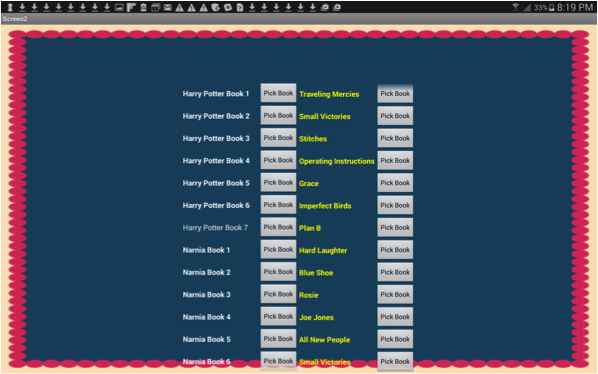 33% 8:19 PM
Screen2
Harry Potter Book 1 Pick Book Traveling Mercies Pick Book
Harry Potter Book 2 Pick Book Small Victories Pick Book
Harry Potter Book 3 Pick Book Stitches Pick Book
Harry Potter Book 4 Pick Book Operating Instructions Pick Book
Harry Potter Book 5 Pick Book Grace Pick Book
Harry Potter Book 6 Pick Book Imperfect Birds Pick Book
Harry Potter Book 7 Pick Book Plan B Pick Book
Narnia Book 1 Pick Book Hard Laughter Pick Book
Narnia Book 2 Pick Book Blue Shoe Pick Book
Narnia Book 3 Pick Book Rosie Pick Book
Narnia Book 4 Pick Book Joe Jones Pick Book
Narnia Book 5 Pick Book All New People Pick Book
Narnia Book 6 Pick Book Small Victories Pick Book